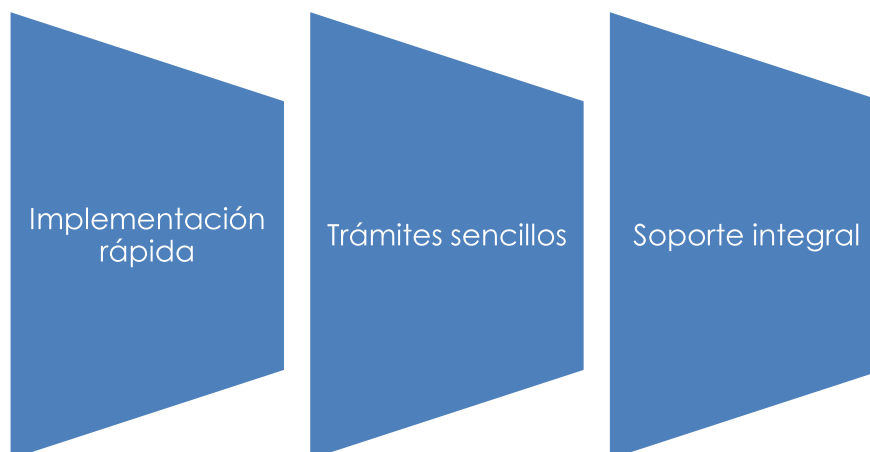 Implementación
rápida
Trámites sencillos
Soporte integral